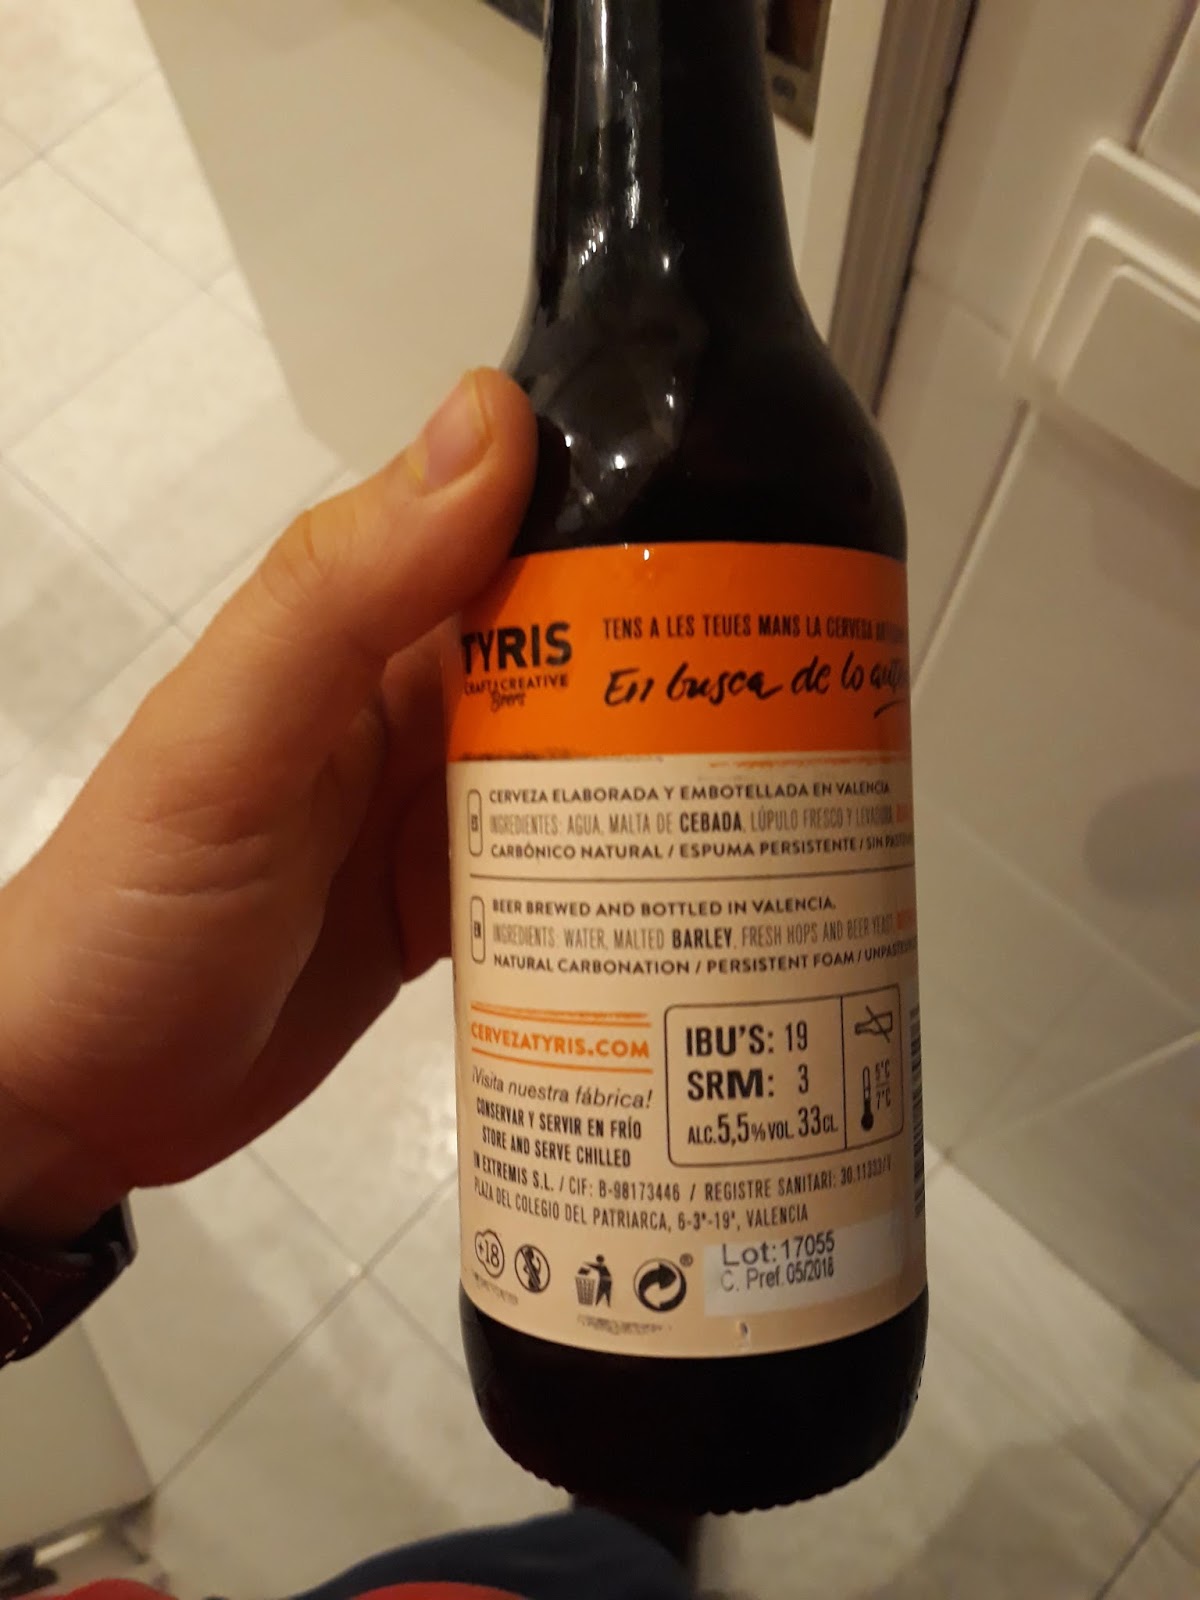 TYRIS
CRAFT & CREATIVE
Beers
TENS A LES TEUES MANS LA CERVESA
En busca de lo
ES
CERVEZA ELABORADA Y EMBOTELLADA EN VALENCIA
INGREDIENTES: AGUA, MALTA DE CEBADA, LÚPULO FRESCO Y LEVADURA,
CARBÓNICO NATURAL / ESPUMA PERSISTENTE / SIN
EN
BEER BREWED AND BOTTLED IN VALENCIA.
INGREDIENTS: WATER, MALTED BARLEY, FRESH HOPS AND BEER YEAST,
NATURAL CARBONATION / PERSISTENT FOAM /
CERVEZATYRIS.COM
¡Visita nuestra fábrica!
CONSERVAR Y SERVIR EN FRÍO
STORE AND SERVE CHILLED
IBU'S: 19
SRM: 3
ALC. 5,5% VOL 33CL
5°C
7°C
IN EXTREMIS S.L. / CIF: B-98173446 / REGISTRE SANITARI:
PLAZA DEL COLEGIO DEL PATRIARCA, 6-3ª-19ª, VALENCIA
+18
®
Lot:17055
C. Pref. 05/2018